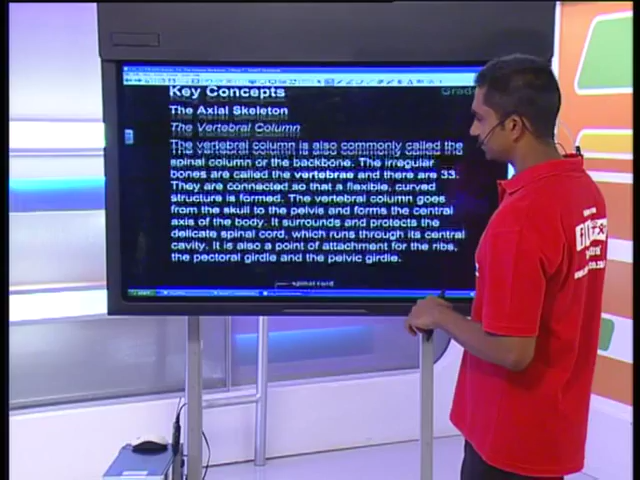 Key Concepts
Grade
The Axial Skeleton
The Vertebral Column
The vertebral column is also commonly called the
spinal column or the backbone. The irregular
bones are called the vertebrae and there are 33.
They are connected so that a flexible, curved
structure is formed. The vertebral column goes
from the skull to the pelvis and forms the central
axis of the body. It surrounds and protects the
delicate spinal cord, which runs through its central
cavity. It is also a point of attachment for the ribs,
the pectoral girdle and the pelvic girdle.
spinal cord